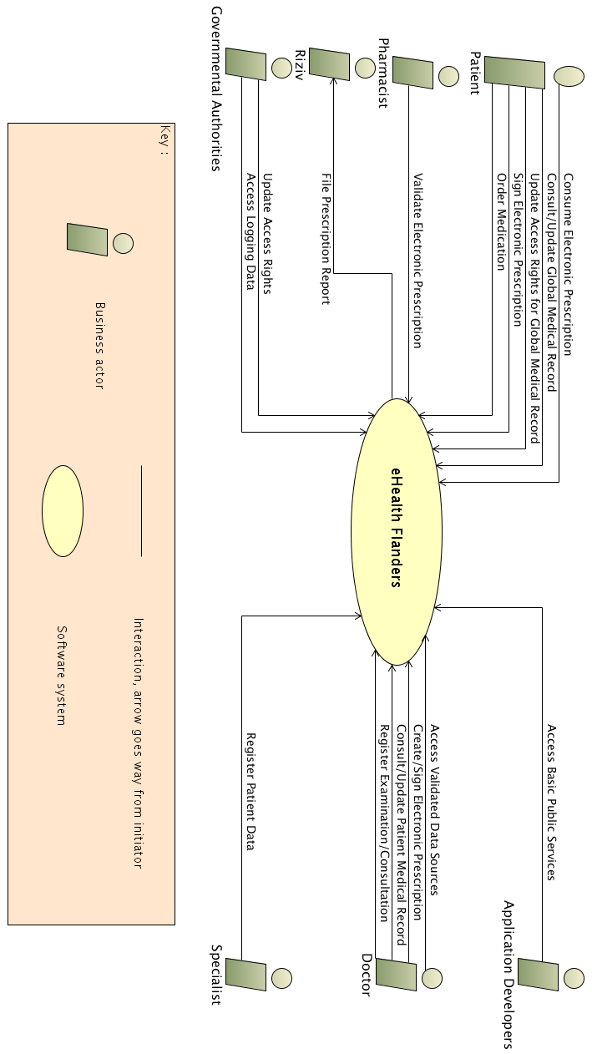 Patient
Consume Electronic Prescription
Consult/Update Global Medical Record
Update Access Rights for Global Medical Record
Sign Electronic Prescription
Order Medication
Pharmacist
Validate Electronic Prescription
Riziv
File Prescription Report
Governmental Authorities
Update Access Rights
Access Logging Data
eHealth Flanders
Access Basic Public Services
Application Developers
Access Validated Data Sources
Create/Sign Electronic Prescription
Consult/Update Patient Medical Record
Register Examination/Consultation
Doctor
Register Patient Data
Specialist
Key :
Business actor
Interaction, arrow goes way from initiator
Software system